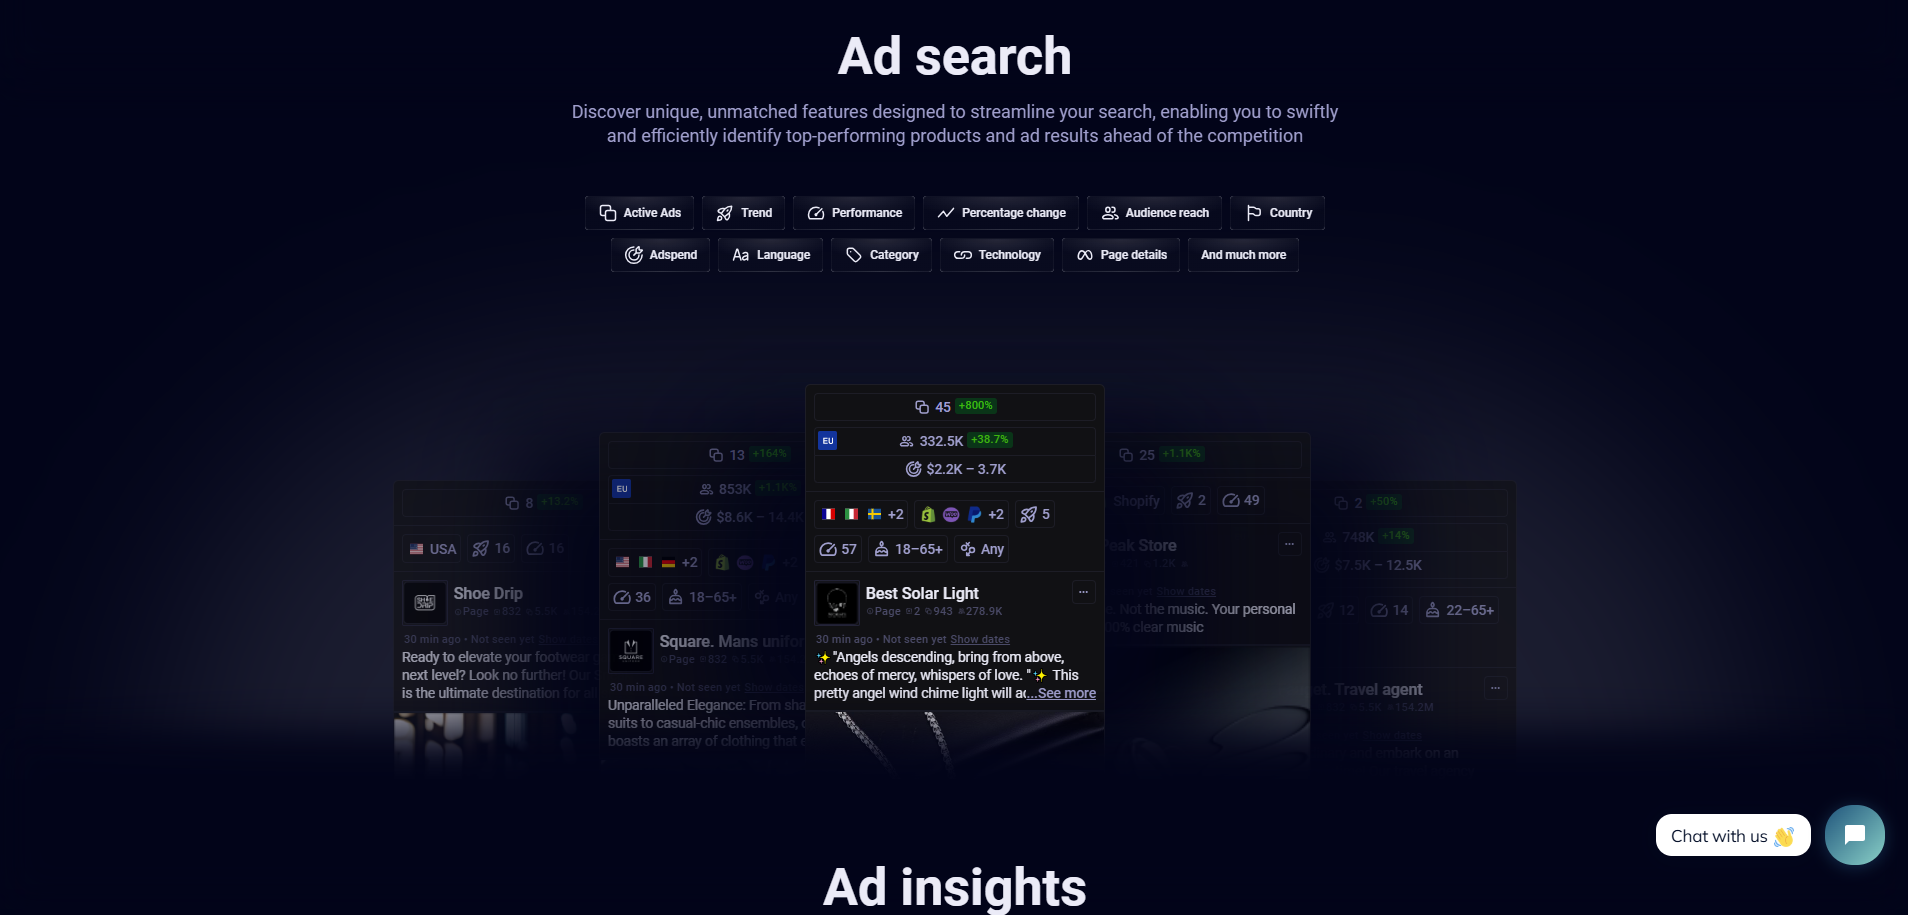 Ad search
Discover unique, unmatched features designed to streamline your search, enabling you to swiftly
and efficiently identify top-performing products and ad results ahead of the competition
Active Ads
Trend
Performance
Percentage change
Audience reach
Country
Adspend
Language
Category
Technology
Page details
And much more
8 +13.2%
USA 16 16
Shoe Drip
Page 832 5.5K
30 min ago • Not seen yet Show dates
Ready to elevate your footwear
next level? Look no further! Our
is the ultimate destination for
13 +164%
EU 853K +1.1K%
$8.6K – 14.4K
+2 +2
36 18–65+ Any
SQUARE
Square. Mans unifor
Page 832 5.5K
30 min ago • Not seen yet Show dates
Unparalleled Elegance: From sha
suits to casual-chic ensembles,
boasts an array of clothing that
45 +800%
EU 332.5K +38.7%
$2.2K – 3.7K
+2 +2 5
57 18–65+ Any
Best Solar Light
Page 2 943 278.9K
30 min ago • Not seen yet Show dates
✨"Angels descending, bring from above,
echoes of mercy, whispers of love. "✨ This
pretty angel wind chime light will ac...See more
25 +1.1K%
Shopify 2 49
Peak Store
1.2K
Show dates
Not the music. Your personal
00% clear music
2 +50%
748K +14%
$7.5K – 12.5K
12 14 22–65+
et. Travel agent
5.5K 154.2M
Show dates
and embark on an
Ad insights
Chat with us 👋